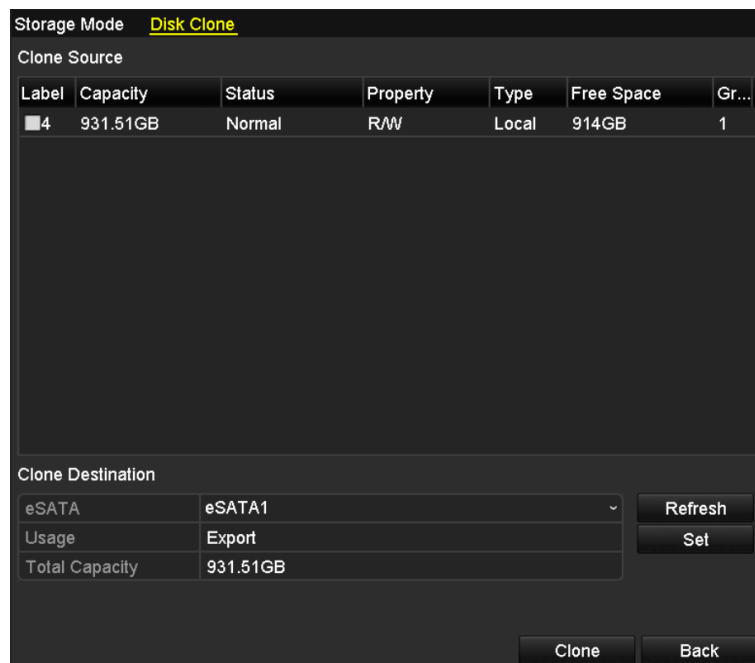 Storage Mode Disk Clone
Clone Source
Label Capacity Status Property Type Free Space Gr...
4 931.51GB Normal R/W Local 914GB 1
Clone Destination
eSATA eSATA1 Refresh
Usage Export Set
Total Capacity 931.51GB
Clone Back